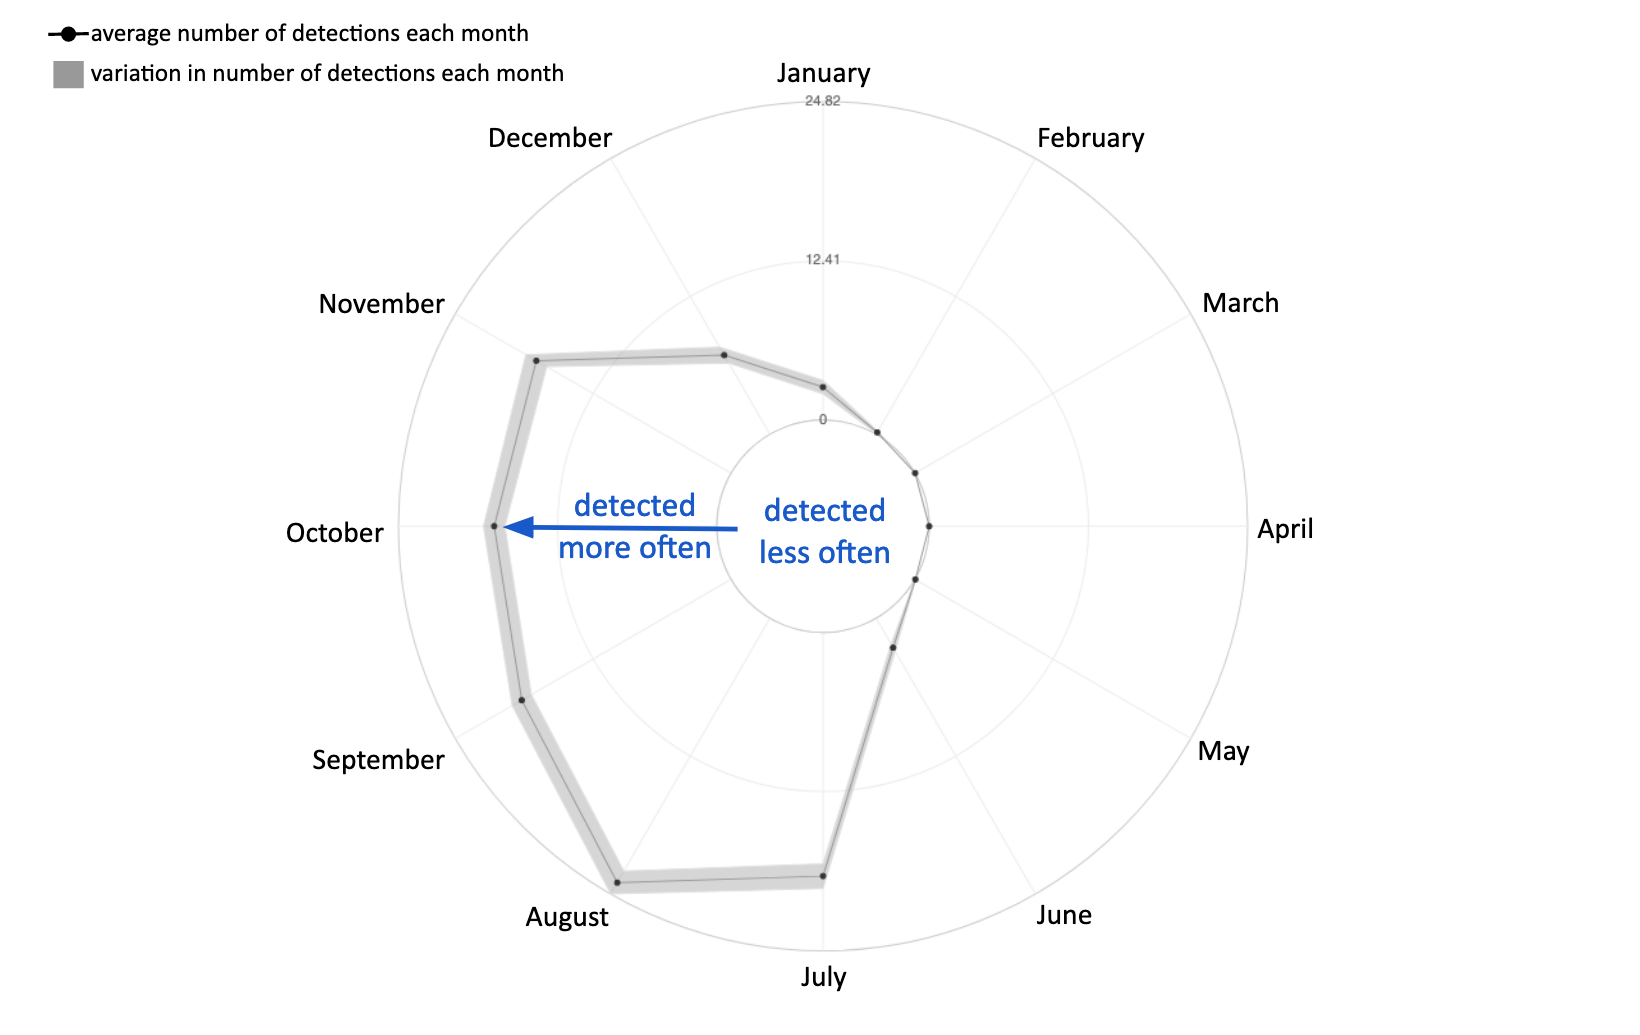 average number of detections each month
variation in number of detections each month
January
24.82
December
February
12.41
November
March
0
detected
more often
detected
less often
October
April
September
May
August
June
July